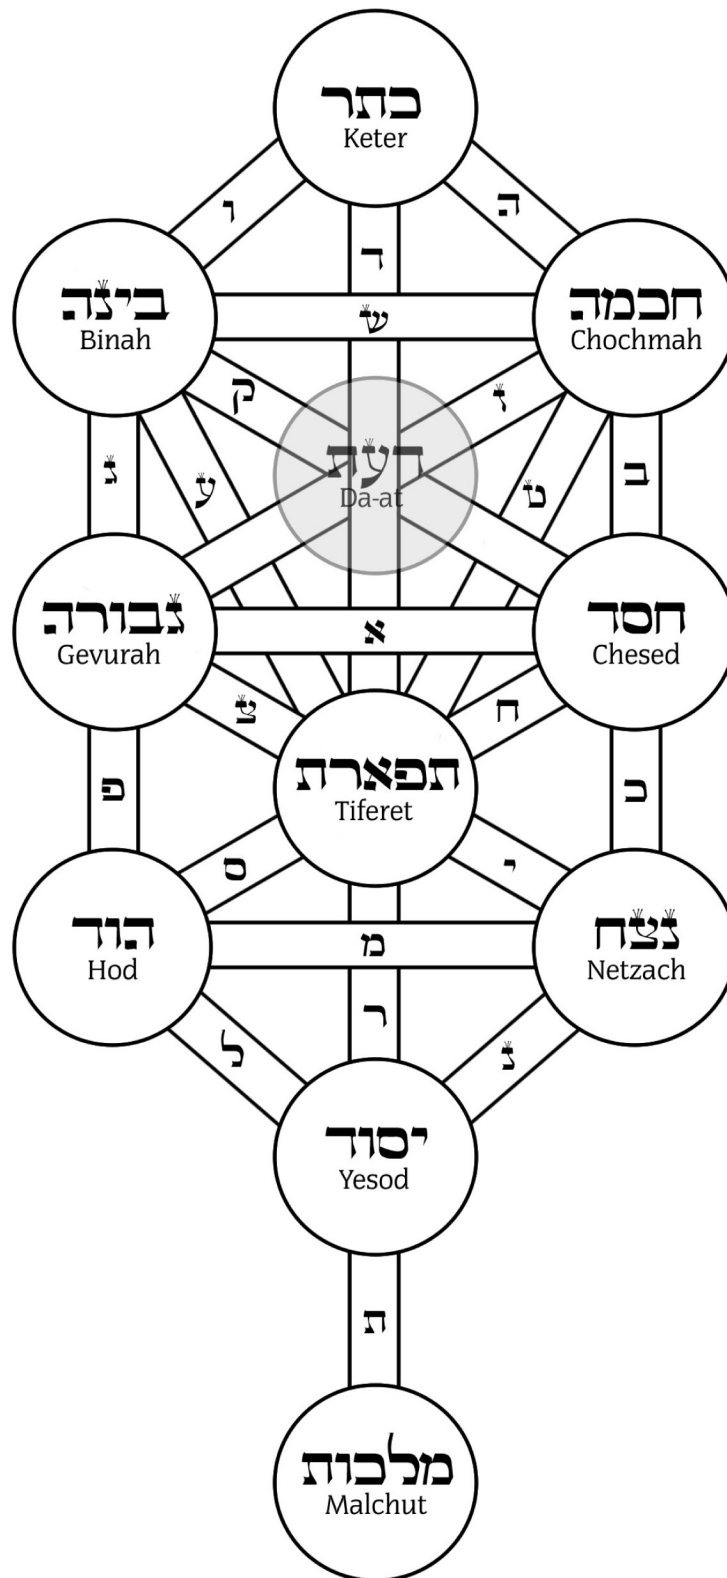 כתר
Keter
ו
ה
ד
בינה
Binah
ש
חכמה
Chochmah
ק
ז
דעת
Da-at
ג
ע
ט
ב
גבורה
Gevurah
א
חסד
Chesed
צ
ח
פ
תפארת
Tiferet
כ
ס
י
הוד
Hod
מ
נצח
Netzach
ל
ר
נ
יסוד
Yesod
ת
מלכות
Malchut